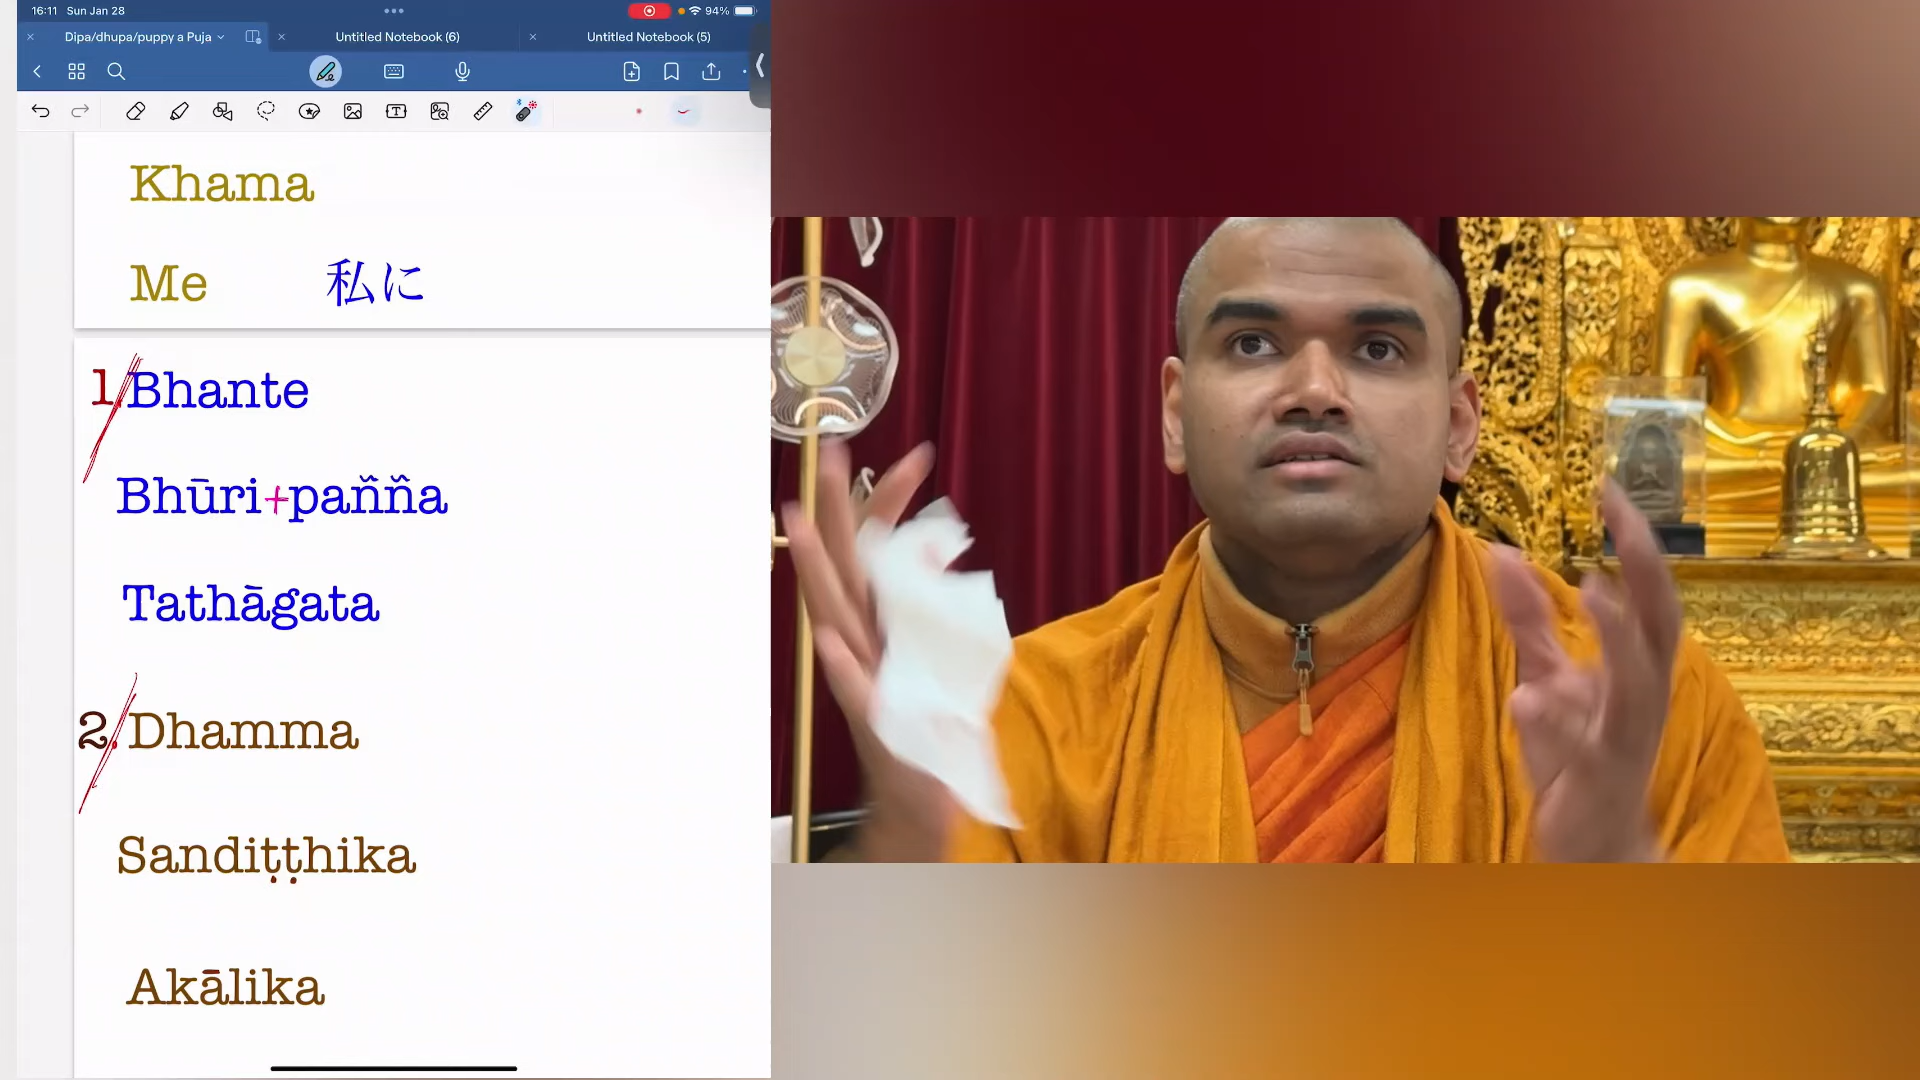 16:11 Sun Jan 28
94%
Dipa/dhupa/puppy a Puja
Untitled Notebook (6)
Untitled Notebook (5)
Khama
Me 私に
1. Bhante
Bhūri+pañña
Tathāgata
2. Dhamma
Sandiṭṭhika
Akālika